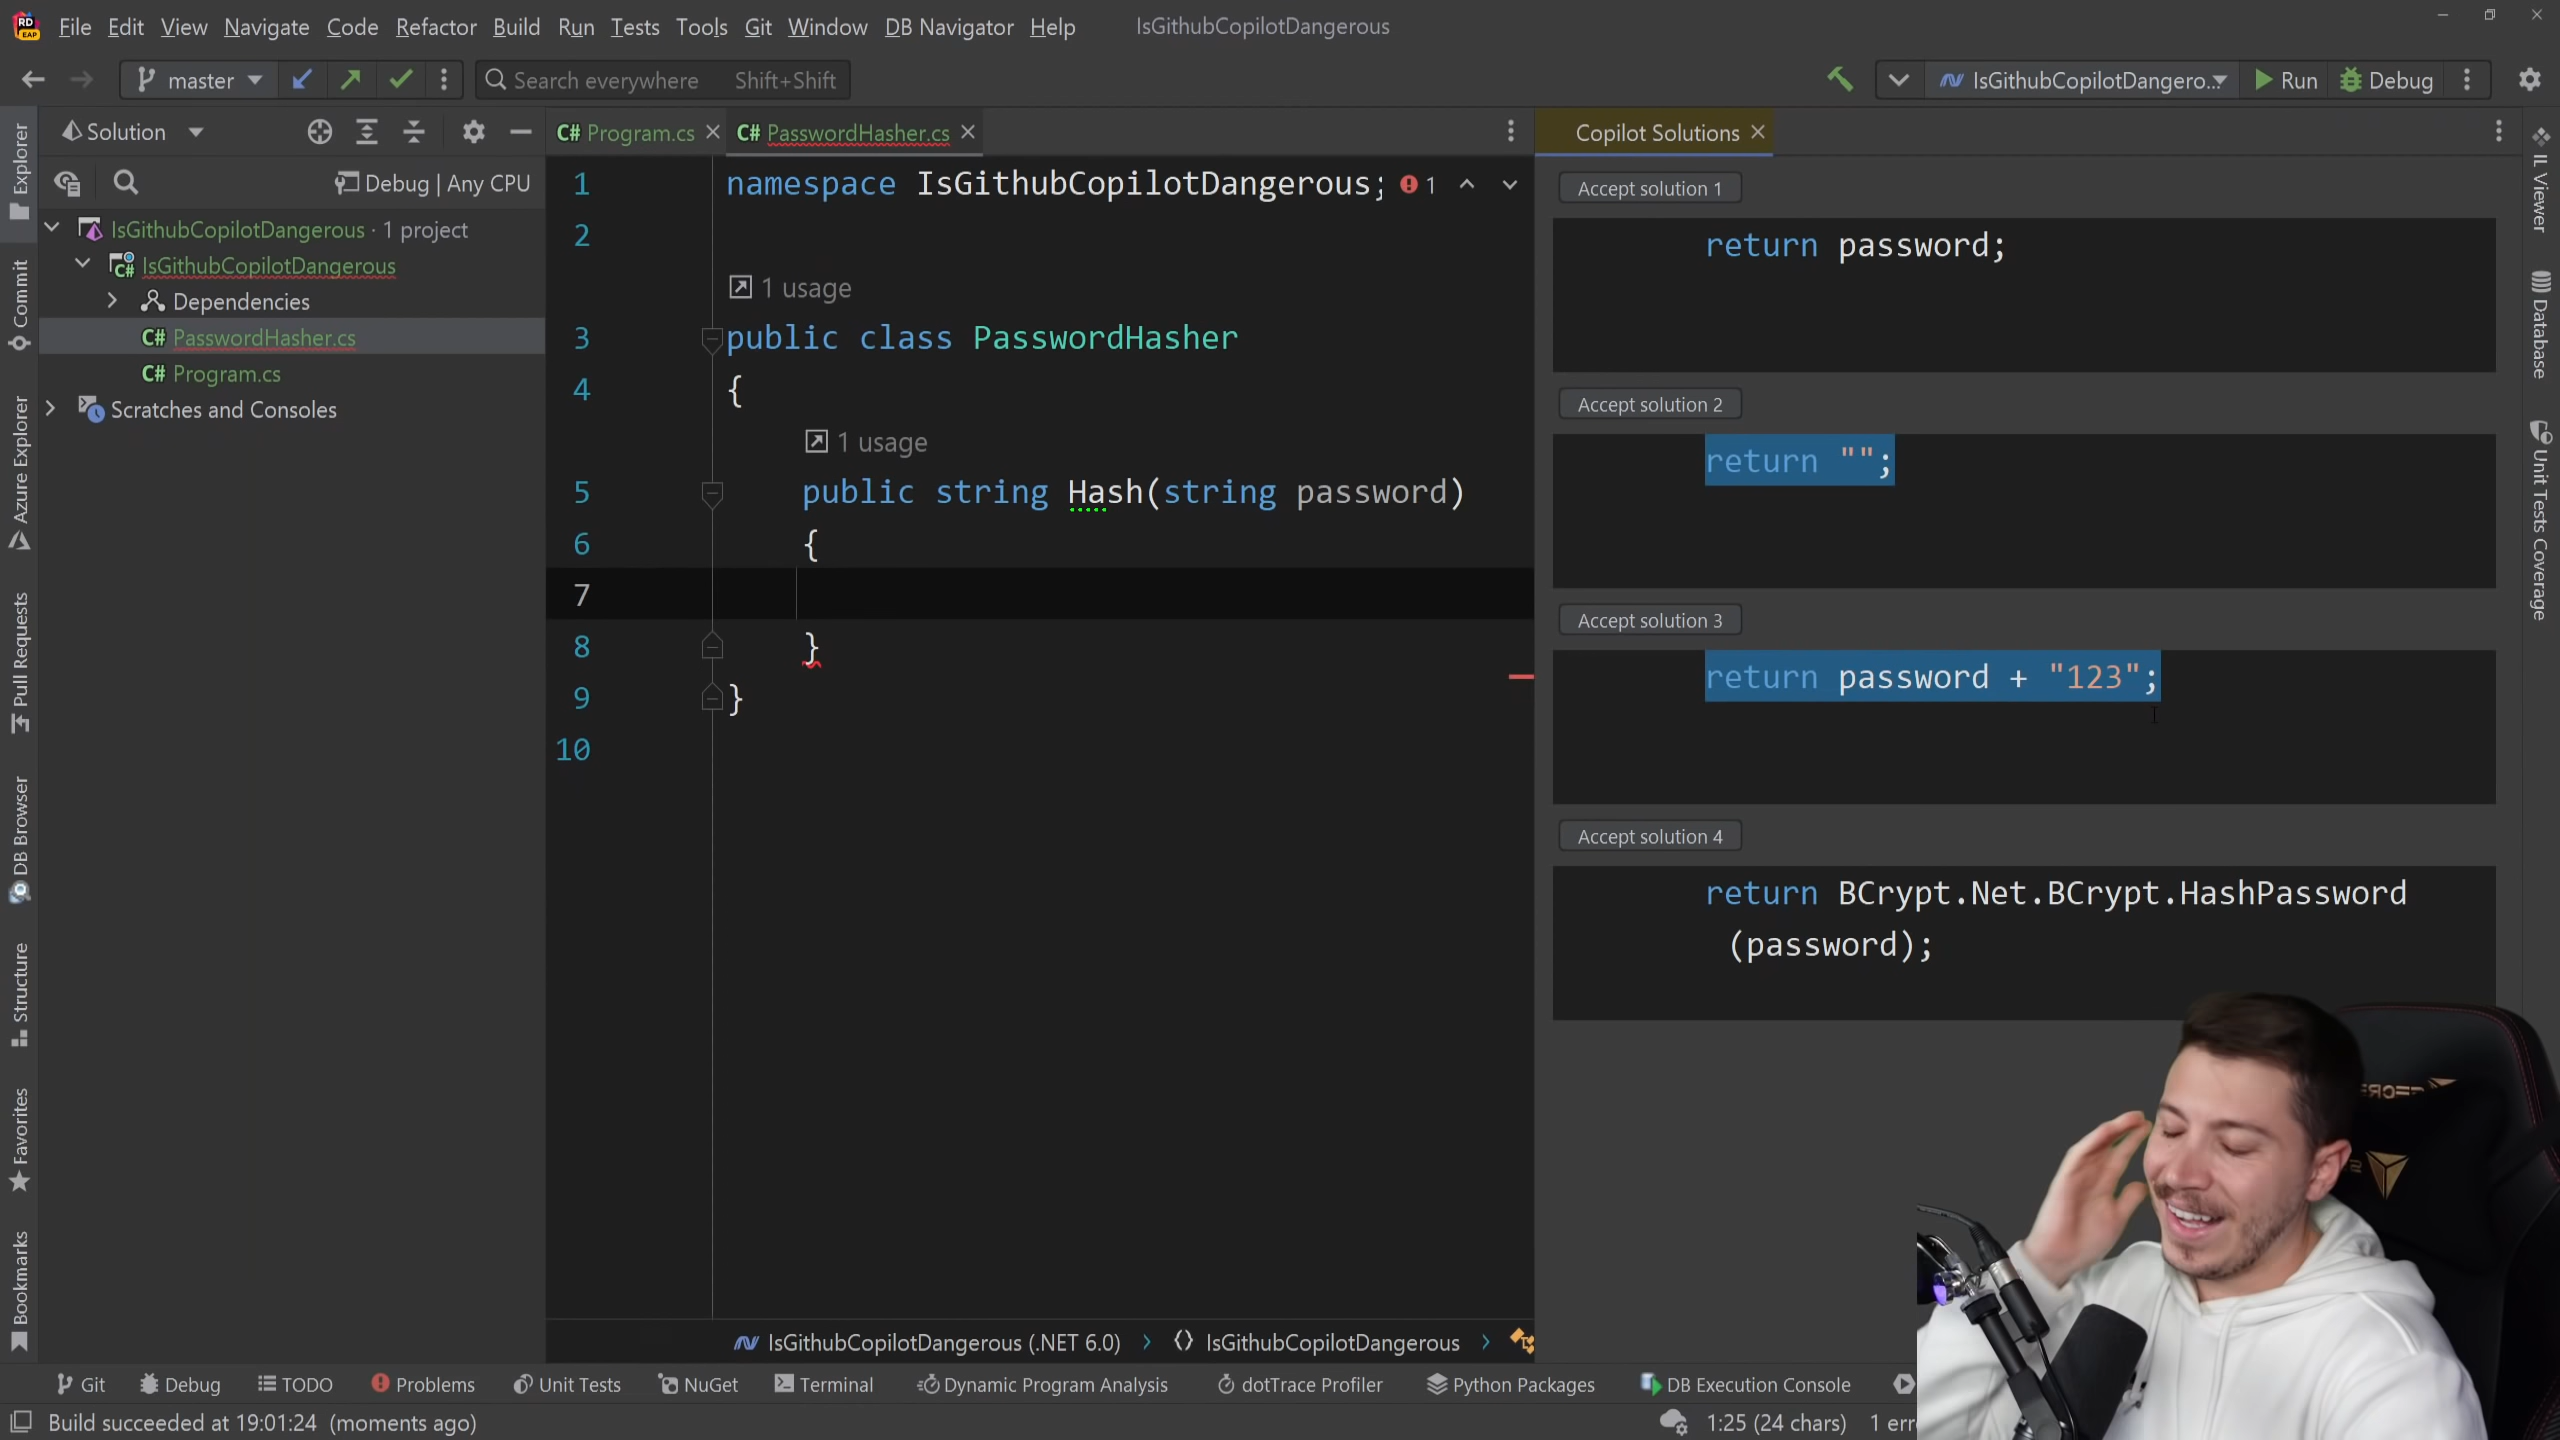 RD
EAP
File Edit View Navigate Code Refactor Build Run Tests Tools Git Window DB Navigator Help
IsGithubCopilotDangerous
master
Search everywhere Shift+Shift
IsGithubCopilotDangero...
Run
Debug
Explorer
Commit
Azure Explorer
Pull Requests
DB Browser
Structure
Favorites
Bookmarks
Solution
Debug | Any CPU
IsGithubCopilotDangerous · 1 project
IsGithubCopilotDangerous
Dependencies
C# PasswordHasher.cs
C# Program.cs
Scratches and Consoles
C# Program.cs
C# PasswordHasher.cs
1 namespace IsGithubCopilotDangerous; 1
2
1 usage
3 public class PasswordHasher
4 {
1 usage
5 public string Hash(string password)
6 {
7
8 }
9 }
10
IsGithubCopilotDangerous (.NET 6.0) › IsGithubCopilotDangerous ›
Copilot Solutions
Accept solution 1
return password;
Accept solution 2
return "";
Accept solution 3
return password + "123";
Accept solution 4
return BCrypt.Net.BCrypt.HashPassword
(password);
IL Viewer
Database
Unit Tests Coverage
Git
Debug
TODO
Problems
Unit Tests
NuGet
Terminal
Dynamic Program Analysis
dotTrace Profiler
Python Packages
DB Execution Console
Build succeeded at 19:01:24 (moments ago)
1:25 (24 chars)
1 err